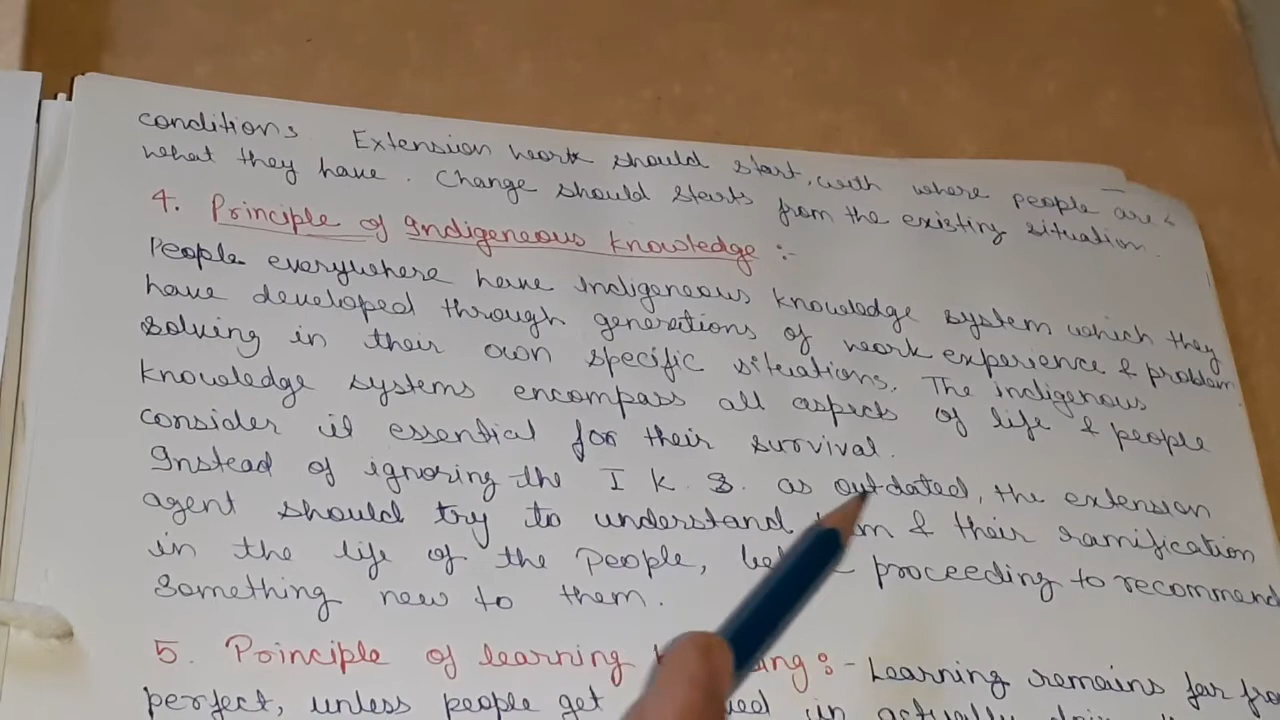 conditions. Extension work should start, with where people are &
what they have. Change should starts from the existing situation.
4. Principle of Indigeneous knowledge :-
People everywhere have indigeneous knowledge system which they
have developed through generations of work experience & problem
solving in their own specific situations. The indigenous
knowledge systems encompass all aspects of life & people
consider it essential for their survival.
Instead of ignoring the I K S. as out-dated, the extension
agent should try to understand & their ramification
in the life of the people, proceeding to recommend
something new to them.
5. Principle of learning :- Learning remains far
perfect, unless people get in actually